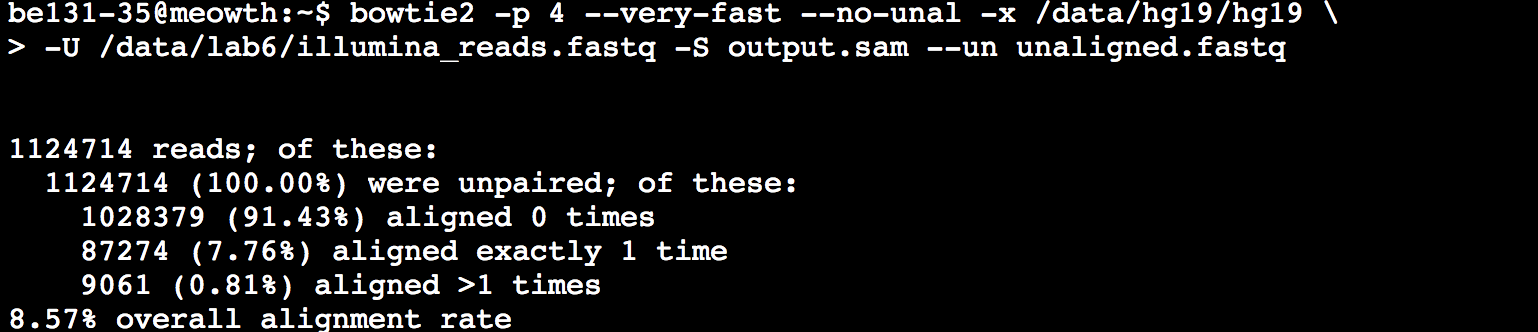 be131-35@meowth:~$ bowtie2 -p 4 --very-fast --no-unal -x /data/hg19/hg19 \
> -U /data/lab6/illumina_reads.fastq -S output.sam --un unaligned.fastq
1124714 reads; of these:
1124714 (100.00%) were unpaired; of these:
1028379 (91.43%) aligned 0 times
87274 (7.76%) aligned exactly 1 time
9061 (0.81%) aligned >1 times
8.57% overall alignment rate